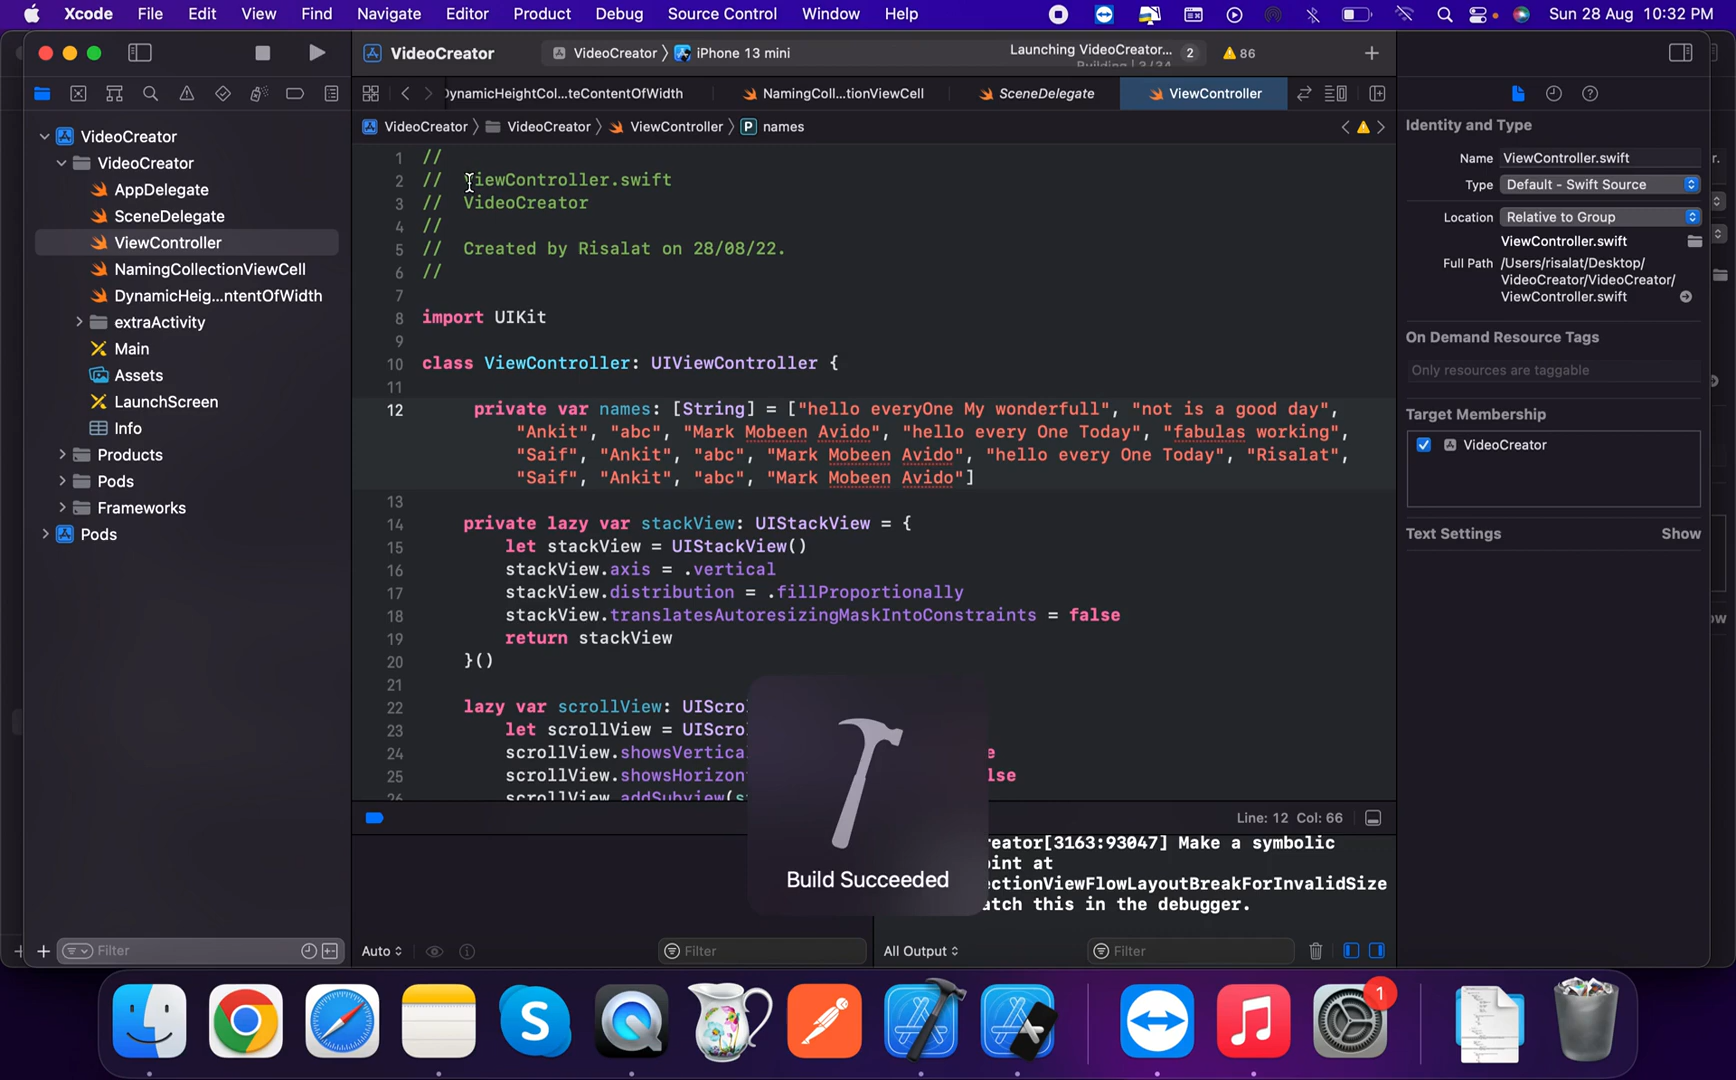 Xcode File Edit View Find Navigate Editor Product Debug Source Control Window Help Sun 28 Aug 10:32 PM
VideoCreator VideoCreator iPhone 13 mini Launching VideoCreator... 2 86
Building | 3/34
teContentOfWidth NamingColl...tionViewCell SceneDelegate ViewController
VideoCreator VideoCreator ViewController P names
VideoCreator
VideoCreator
AppDelegate
SceneDelegate
ViewController
NamingCollectionViewCell
DynamicHeig...ntentOfWidth
extraActivity
Main
Assets
LaunchScreen
Info
Products
Pods
Frameworks
Pods
Filter
1 //
2 // ViewController.swift
3 // VideoCreator
4 //
5 // Created by Risalat on 28/08/22.
6 //
7
8 import UIKit
9
10 class ViewController: UIViewController {
11
12 private var names: [String] = ["hello everyOne My wonderfull", "not is a good day",
"Ankit", "abc", "Mark Mobeen Avido", "hello every One Today", "fabulas working",
"Saif", "Ankit", "abc", "Mark Mobeen Avido", "hello every One Today", "Risalat",
"Saif", "Ankit", "abc", "Mark Mobeen Avido"]
13
14 private lazy var stackView: UIStackView = {
15 let stackView = UIStackView()
16 stackView.axis = .vertical
17 stackView.distribution = .fillProportionally
18 stackView.translatesAutoresizingMaskIntoConstraints = false
19 return stackView
20 }()
21
22 lazy var scrollView: UIScro
23 let scrollView = UIScro
24 scrollView.showsVertica e
25 scrollView.showsHorizon lse
26 scrollView.addSubview(s
Build Succeeded
Line: 12 Col: 66
eator[3163:93047] Make a symbolic
int at
ectionViewFlowLayoutBreakForInvalidSize
atch this in the debugger.
Auto Filter All Output Filter
Identity and Type
Name ViewController.swift
Type Default - Swift Source
Location Relative to Group
ViewController.swift
Full Path /Users/risalat/Desktop/
VideoCreator/VideoCreator/
ViewController.swift
On Demand Resource Tags
Only resources are taggable
Target Membership
VideoCreator
Text Settings Show
S
1